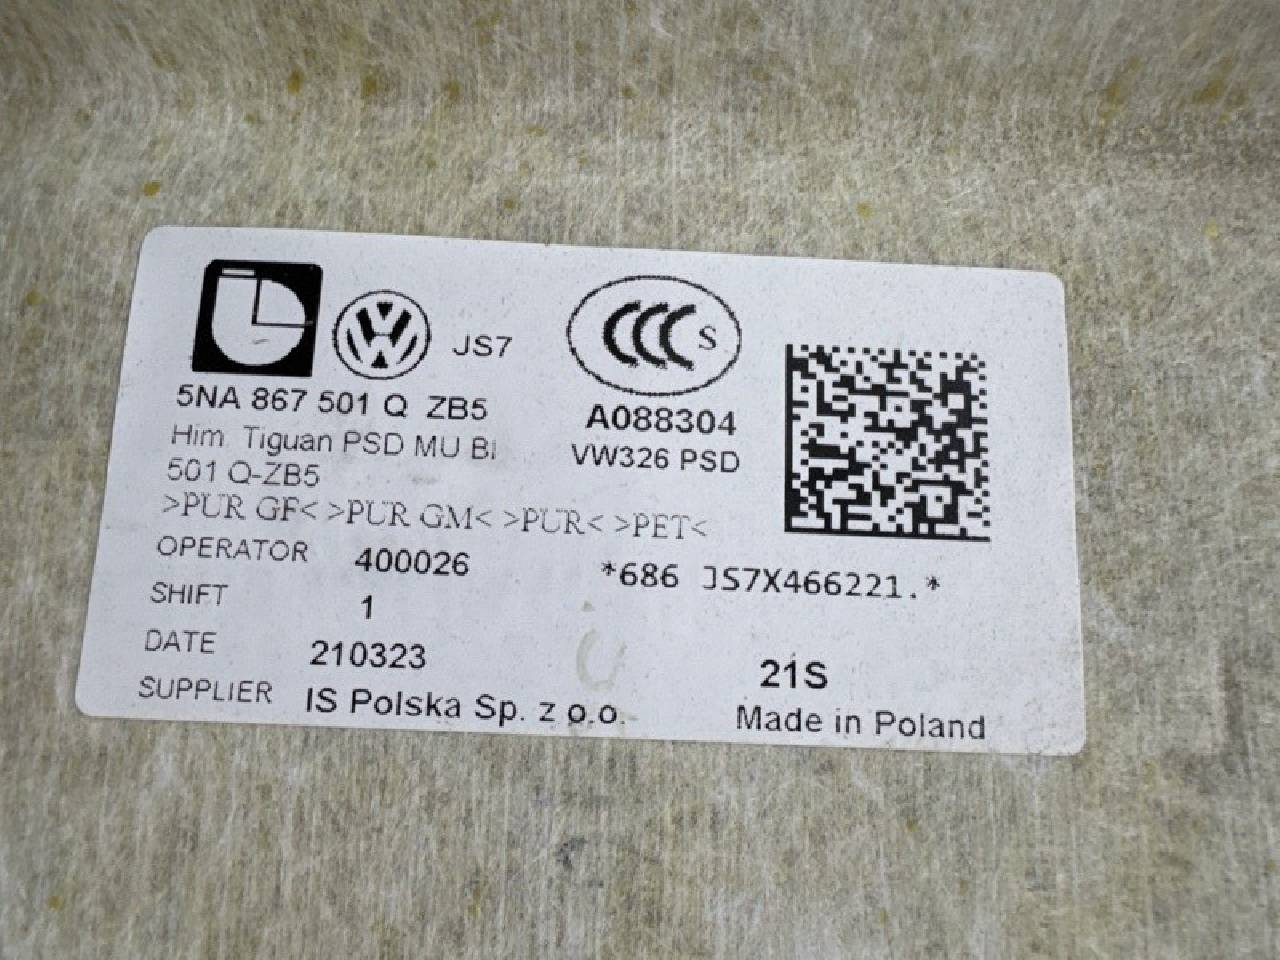 JS7
CCC S
5NA 867 501 Q ZB5
A088304
Him. Tiguan PSD MU Bl
VW326 PSD
501 Q-ZB5
>PUR GF< >PUR GM< >PUR< >PET<
OPERATOR 400026
*686 JS7X466221.*
SHIFT 1
DATE 210323
21S
SUPPLIER IS Polska Sp. z o.o.
Made in Poland